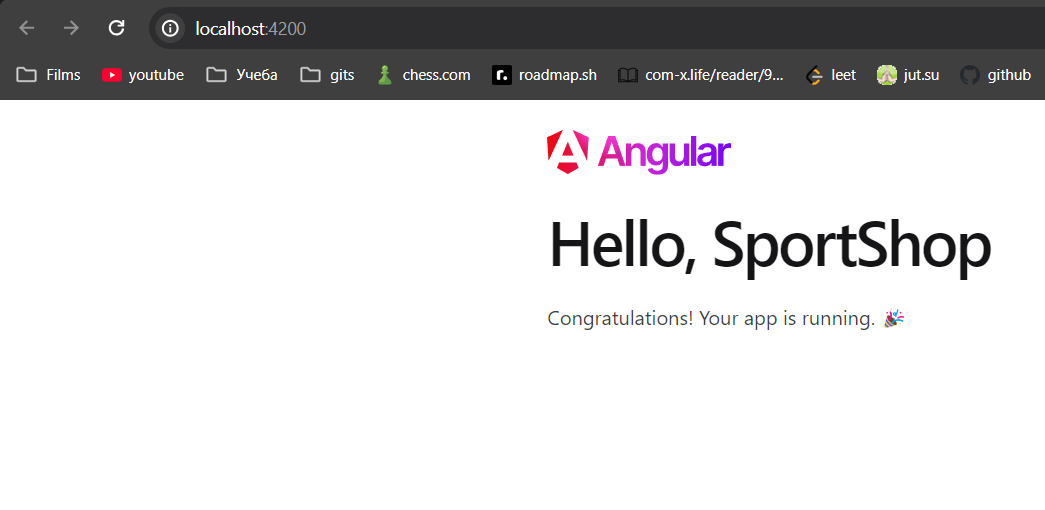 localhost:4200
Films youtube Учеба gits chess.com roadmap.sh com-x.life/reader/9... leet jut.su github
Angular
Hello, SportShop
Congratulations! Your app is running. 🎉